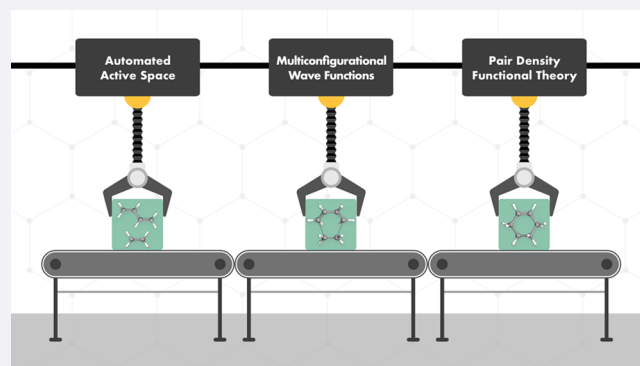 Automated
Active Space
Multiconfigurational
Wave Functions
Pair Density
Functional Theory